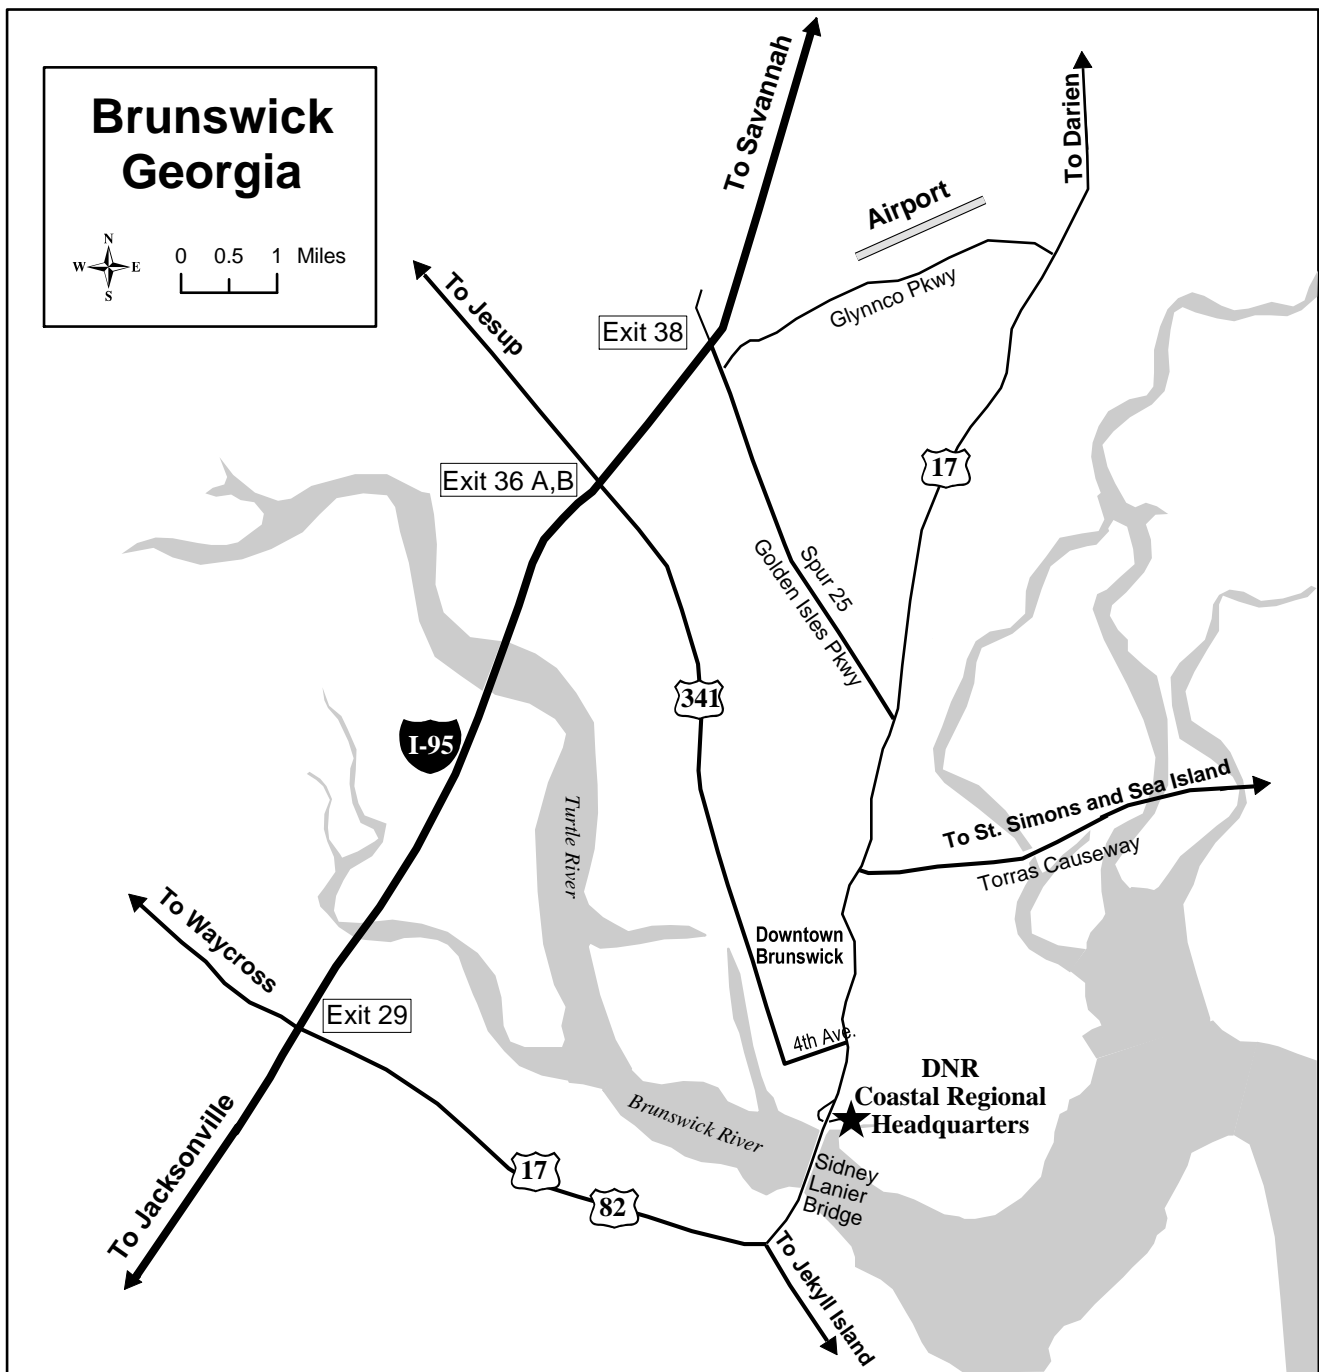 Brunswick
Georgia
N
W E
S
0 0.5 1 Miles
To Savannah
To Darien
Airport
Glynnco Pkwy
To Jesup
Exit 38
Exit 36 A,B
17
Spur 25
Golden Isles Pkwy
341
I-95
Turtle River
To St. Simons and Sea Island
Torras Causeway
To Waycross
Downtown
Brunswick
Exit 29
4th Ave.
DNR
Coastal Regional
Headquarters
Brunswick River
To Jacksonville
17
82
Sidney
Lanier
Bridge
To Jekyll Island